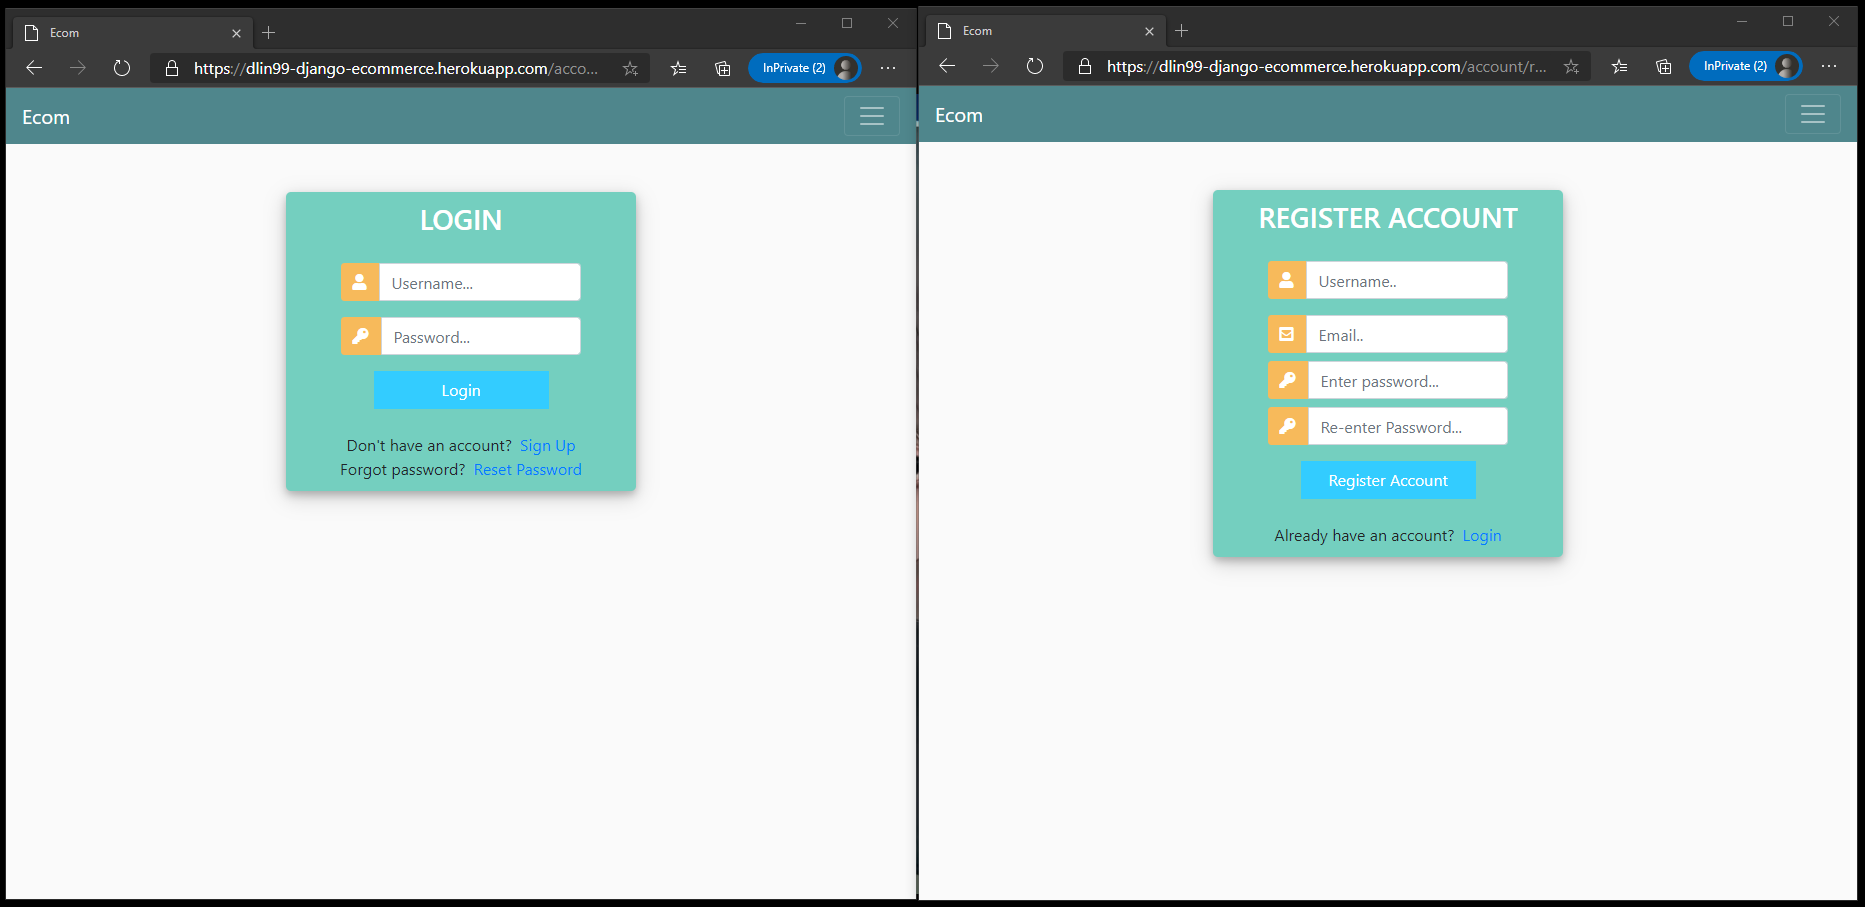 Ecom
https://dlin99-django-ecommerce.herokuapp.com/acco...
InPrivate (2)
Ecom
LOGIN
Username...
Password...
Login
Don't have an account? Sign Up
Forgot password? Reset Password
Ecom
https://dlin99-django-ecommerce.herokuapp.com/account/r...
InPrivate (2)
Ecom
REGISTER ACCOUNT
Username..
Email..
Enter password...
Re-enter Password...
Register Account
Already have an account? Login